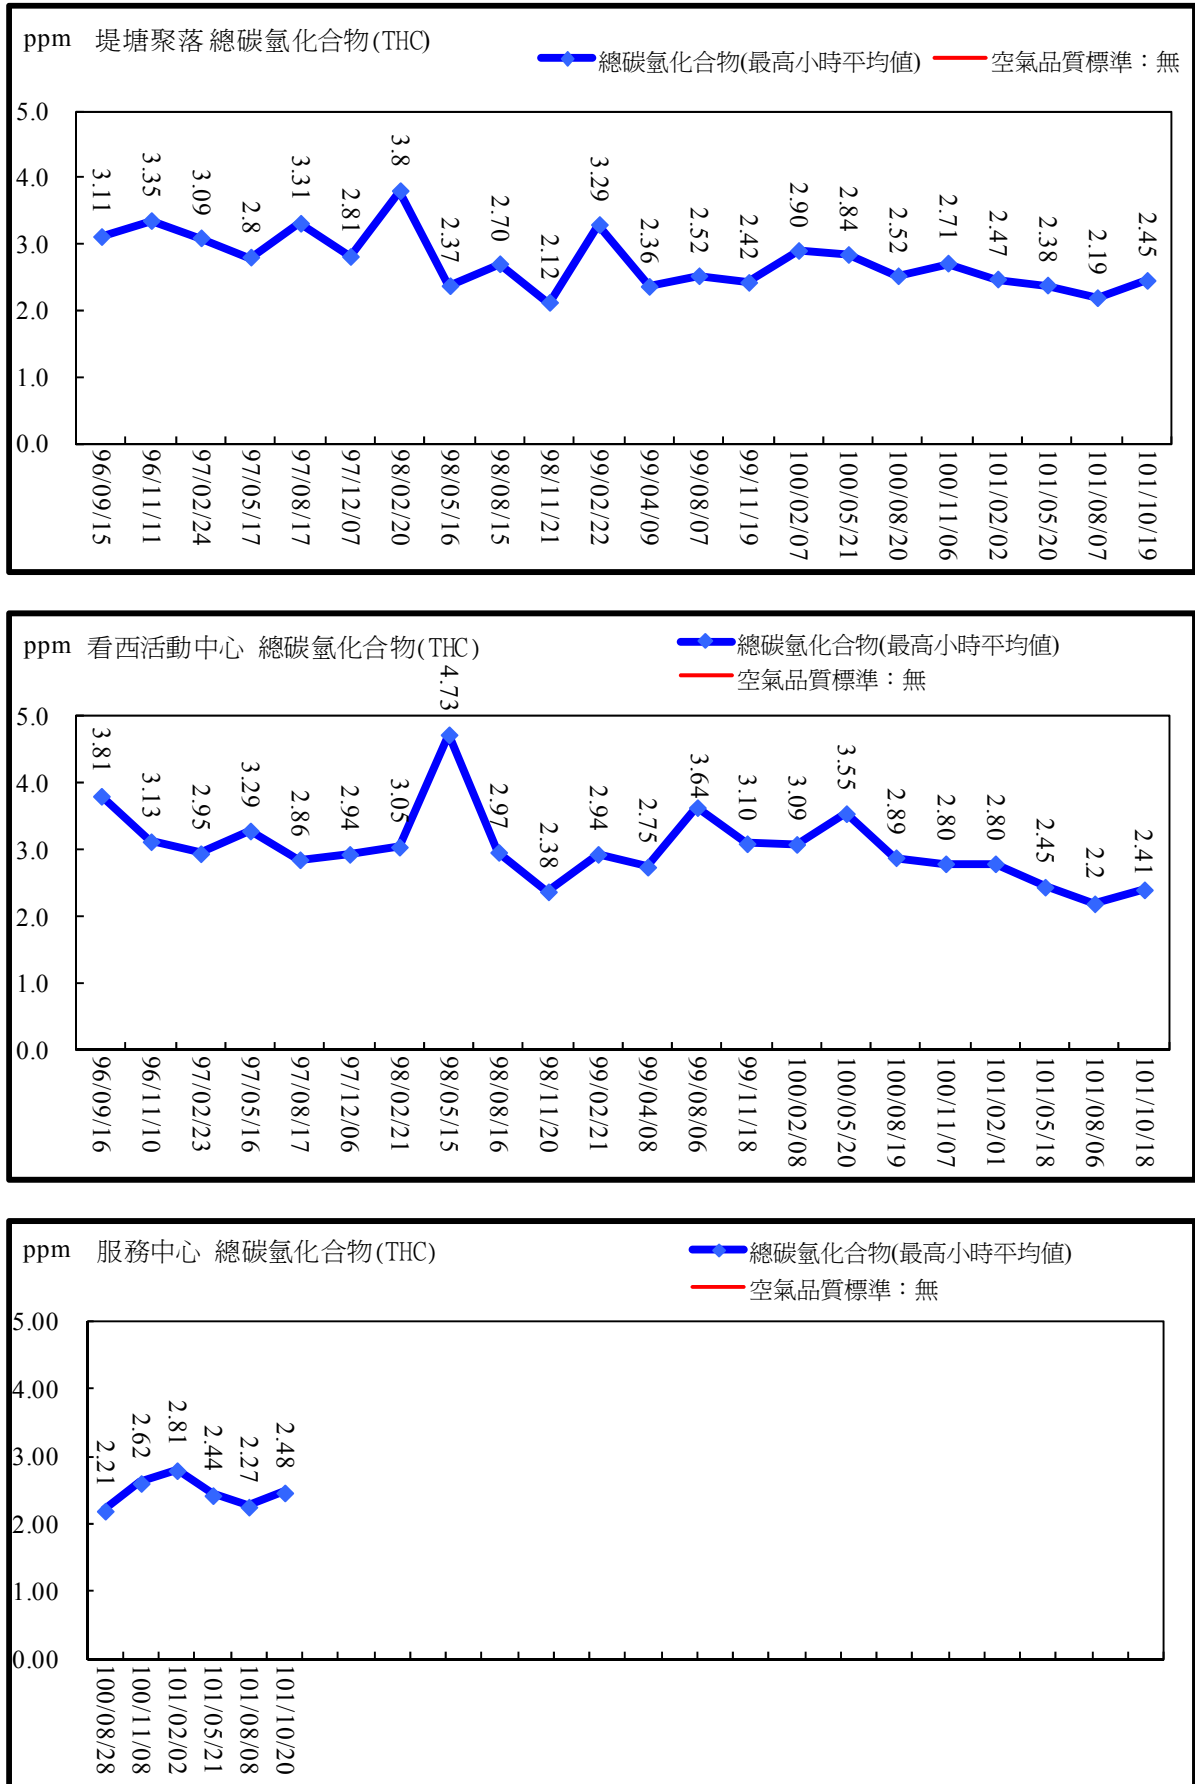 ppm 堤塘聚落 總碳氫化合物(THC)
總碳氫化合物(最高小時平均值) 空氣品質標準：無
5.0
4.0
3.0
2.0
1.0
0.0
3.11 3.35 3.09 2.8 3.31 2.81 3.8 2.37 2.70 2.12 3.29 2.36 2.52 2.42 2.90 2.84 2.52 2.71 2.47 2.38 2.19 2.45
96/09/15 96/11/11 97/02/24 97/05/17 97/08/17 97/12/07 98/02/20 98/05/16 98/08/15 98/11/21 99/02/22 99/04/09 99/08/07 99/11/19 100/02/07 100/05/21 100/08/20 100/11/06 101/02/02 101/05/20 101/08/07 101/10/19
ppm 看西活動中心 總碳氫化合物(THC)
總碳氫化合物(最高小時平均值)
空氣品質標準：無
5.0
4.0
3.0
2.0
1.0
0.0
3.81 3.13 2.95 3.29 2.86 2.94 3.05 4.73 2.97 2.38 2.94 2.75 3.64 3.10 3.09 3.55 2.89 2.80 2.80 2.45 2.2 2.41
96/09/16 96/11/10 97/02/23 97/05/16 97/08/17 97/12/06 98/02/21 98/05/15 98/08/16 98/11/20 99/02/21 99/04/08 99/08/06 99/11/18 100/02/08 100/05/20 100/08/19 100/11/07 101/02/01 101/05/18 101/08/06 101/10/18
ppm 服務中心 總碳氫化合物(THC)
總碳氫化合物(最高小時平均值)
空氣品質標準：無
5.00
4.00
3.00
2.00
1.00
0.00
2.21 2.62 2.81 2.44 2.27 2.48
100/08/28 100/11/08 101/02/02 101/05/21 101/08/08 101/10/20